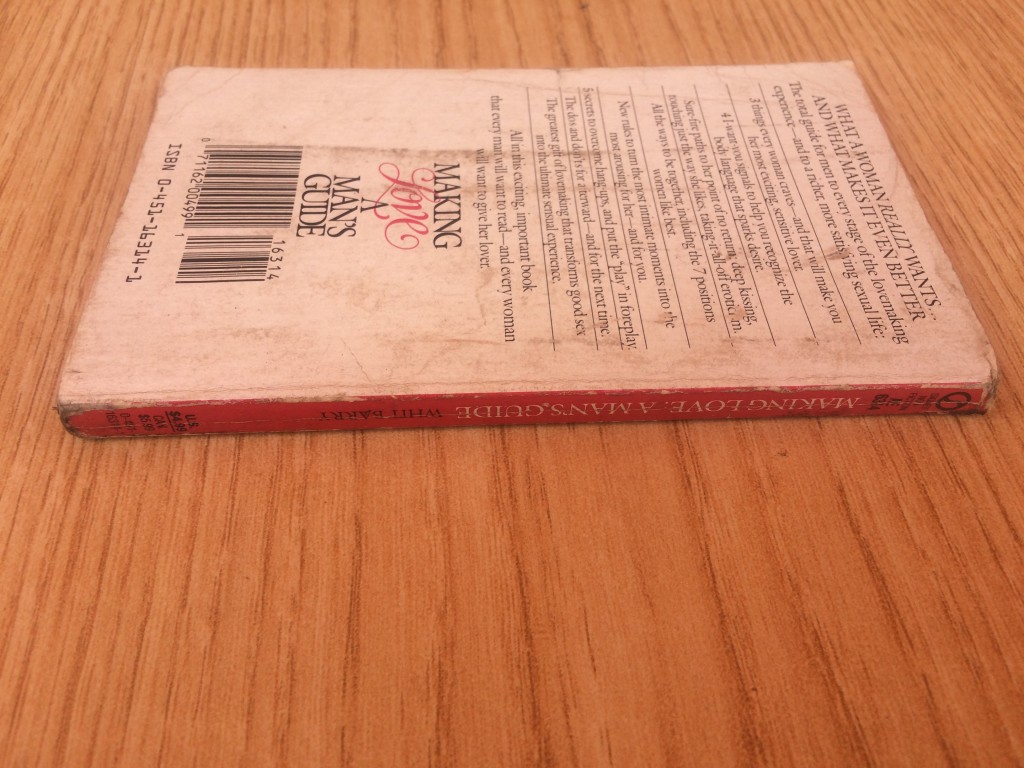 WHAT A WOMAN REALLY WANTS...
AND WHAT MAKES IT EVEN BETTER
The total guide for men to every stage of the lovemaking
experience—and to a richer, more satisfying sexual life:
3 things every woman craves—and that will make you
her most exciting, sensitive lover.
4 I-want-you signals to help you recognize the
body language that sparks desire.
Sure-fire paths to her point of no return, deep kissing,
touching just the way she likes, taking-it-all-off erotica
All the ways to be together, including the 7 positions
women like best.
New rules to turn the most intimate moments into the
most arousing for her—and for you.
5 secrets to overcome hang-ups, and put the "play" in foreplay.
The dos and don'ts for afterward—and for the next time.
The greatest gift of lovemaking that transforms good sex
into the ultimate sensual experience.
All in this exciting, important book
that every man will want to read—and every woman
will want to give her lover.
MAKING
Love
A
MAN'S
GUIDE
0 71162 00499 1
16314
ISBN 0-451-16314-1
MAKING LOVE: A MAN'S GUIDE WHIT BARRY
U.S.